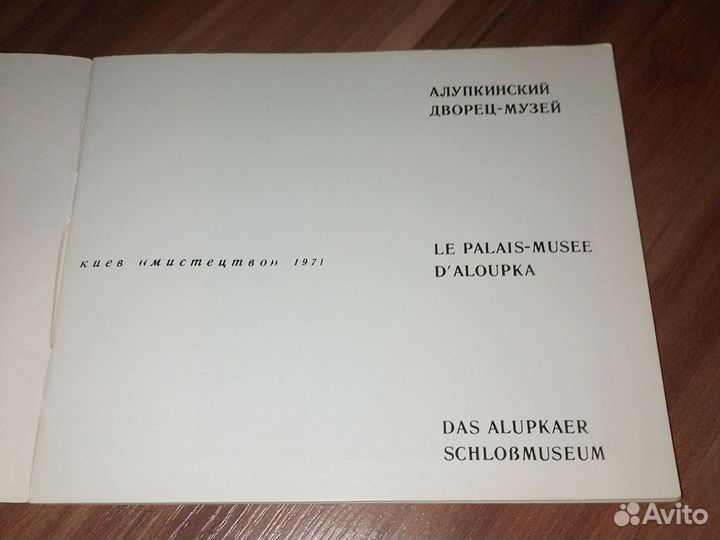 АЛУПКИНСКИЙ
ДВОРЕЦ-МУЗЕЙ
киев «мистецтво» 1971
LE PALAIS-MUSEE
D'ALOUPKA
DAS ALUPKAER
SCHLOßMUSEUM
Avito